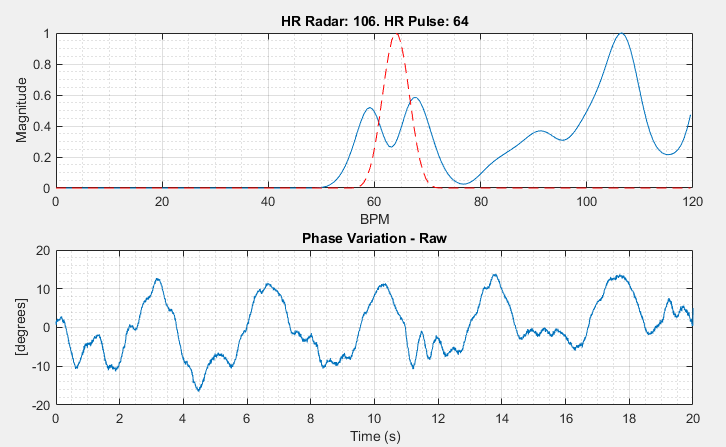 HR Radar: 106. HR Pulse: 64
1
0.8
0.6
0.4
0.2
0
Magnitude
0 20 40 60 80 100 120
BPM
Phase Variation - Raw
20
10
0
-10
-20
[degrees]
0 2 4 6 8 10 12 14 16 18 20
Time (s)